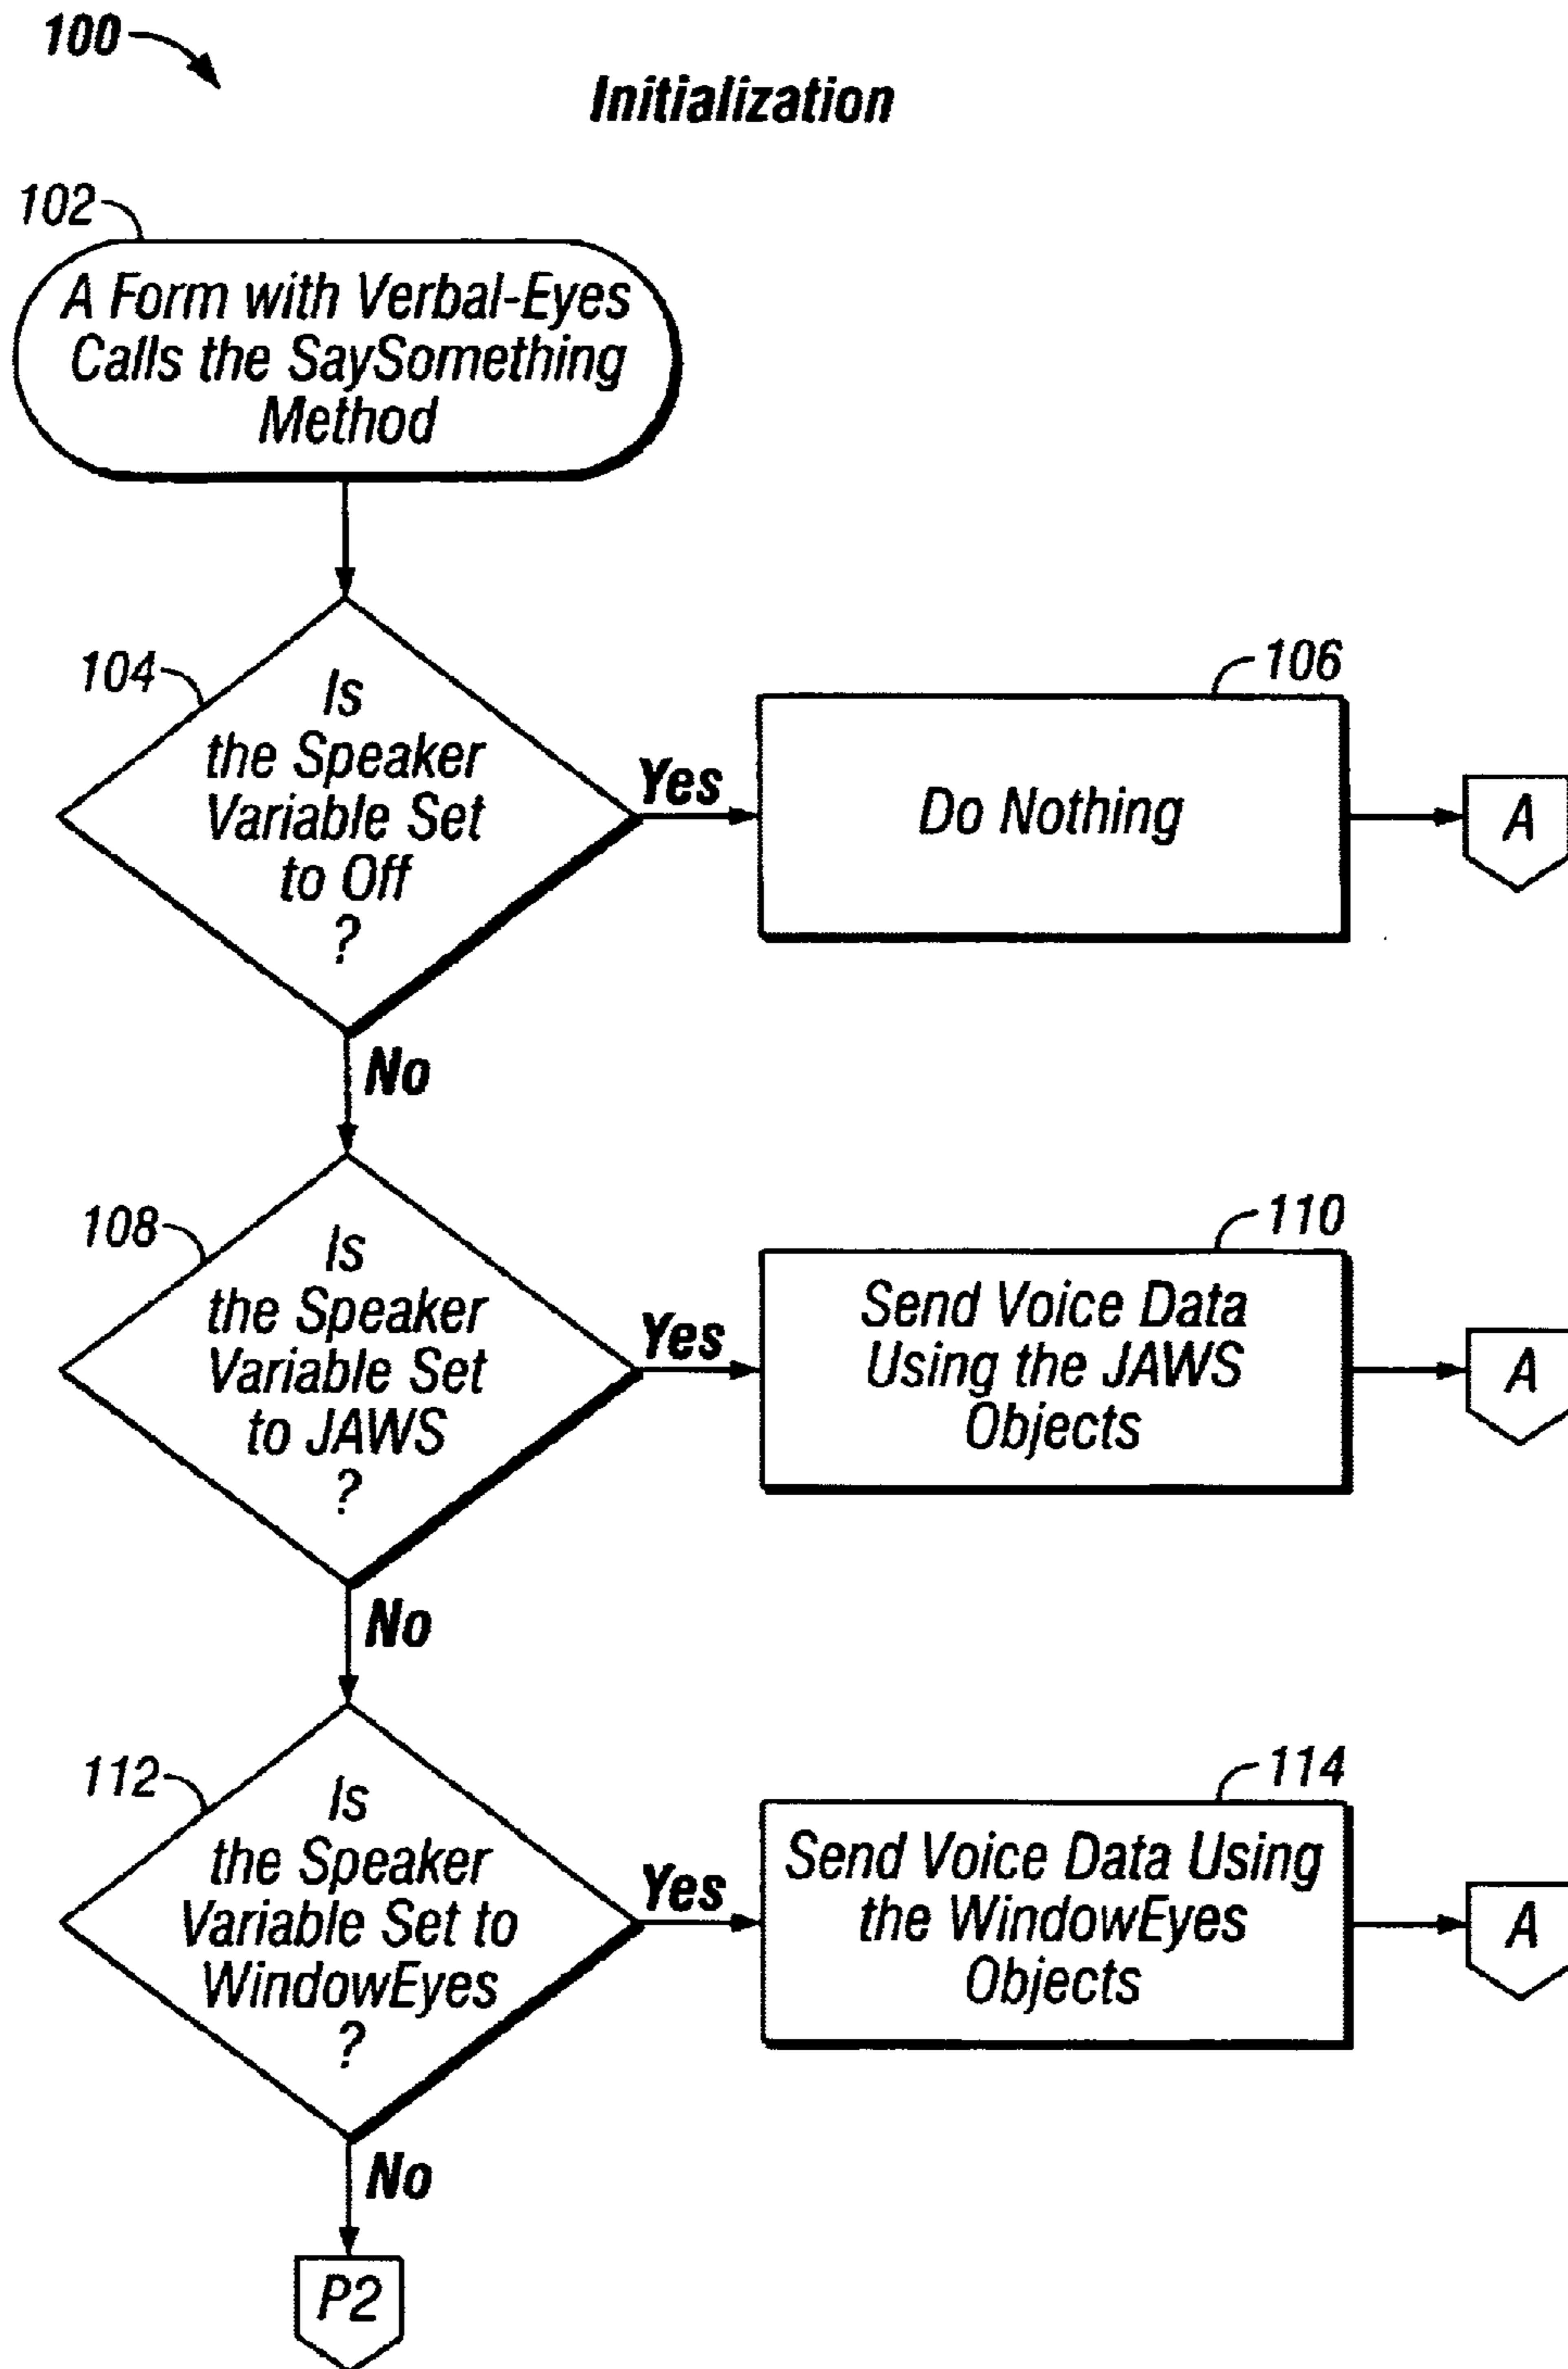 100
Initialization
102
A Form with Verbal-Eyes
Calls the SaySomething
Method
104
Is
the Speaker
Variable Set
to Off
?
Yes
106
Do Nothing
A
No
108
Is
the Speaker
Variable Set
to JAWS
?
Yes
110
Send Voice Data
Using the JAWS
Objects
A
No
112
Is
the Speaker
Variable Set to
WindowEyes
?
Yes
114
Send Voice Data Using
the WindowEyes
Objects
A
No
P2